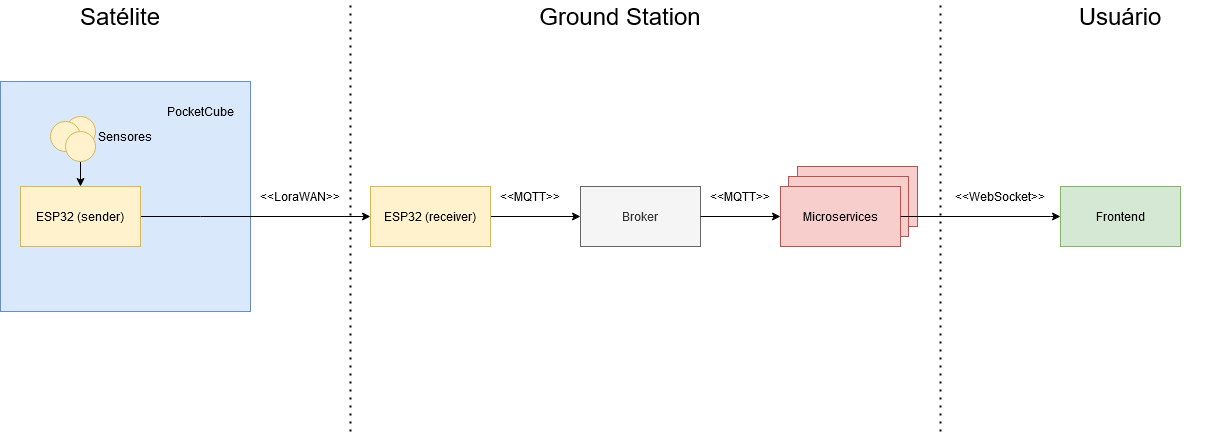 Satélite
Ground Station
Usuário
PocketCube
Sensores
ESP32 (sender)
<<LoraWAN>>
ESP32 (receiver)
<<MQTT>>
Broker
<<MQTT>>
Microservices
<<WebSocket>>
Frontend